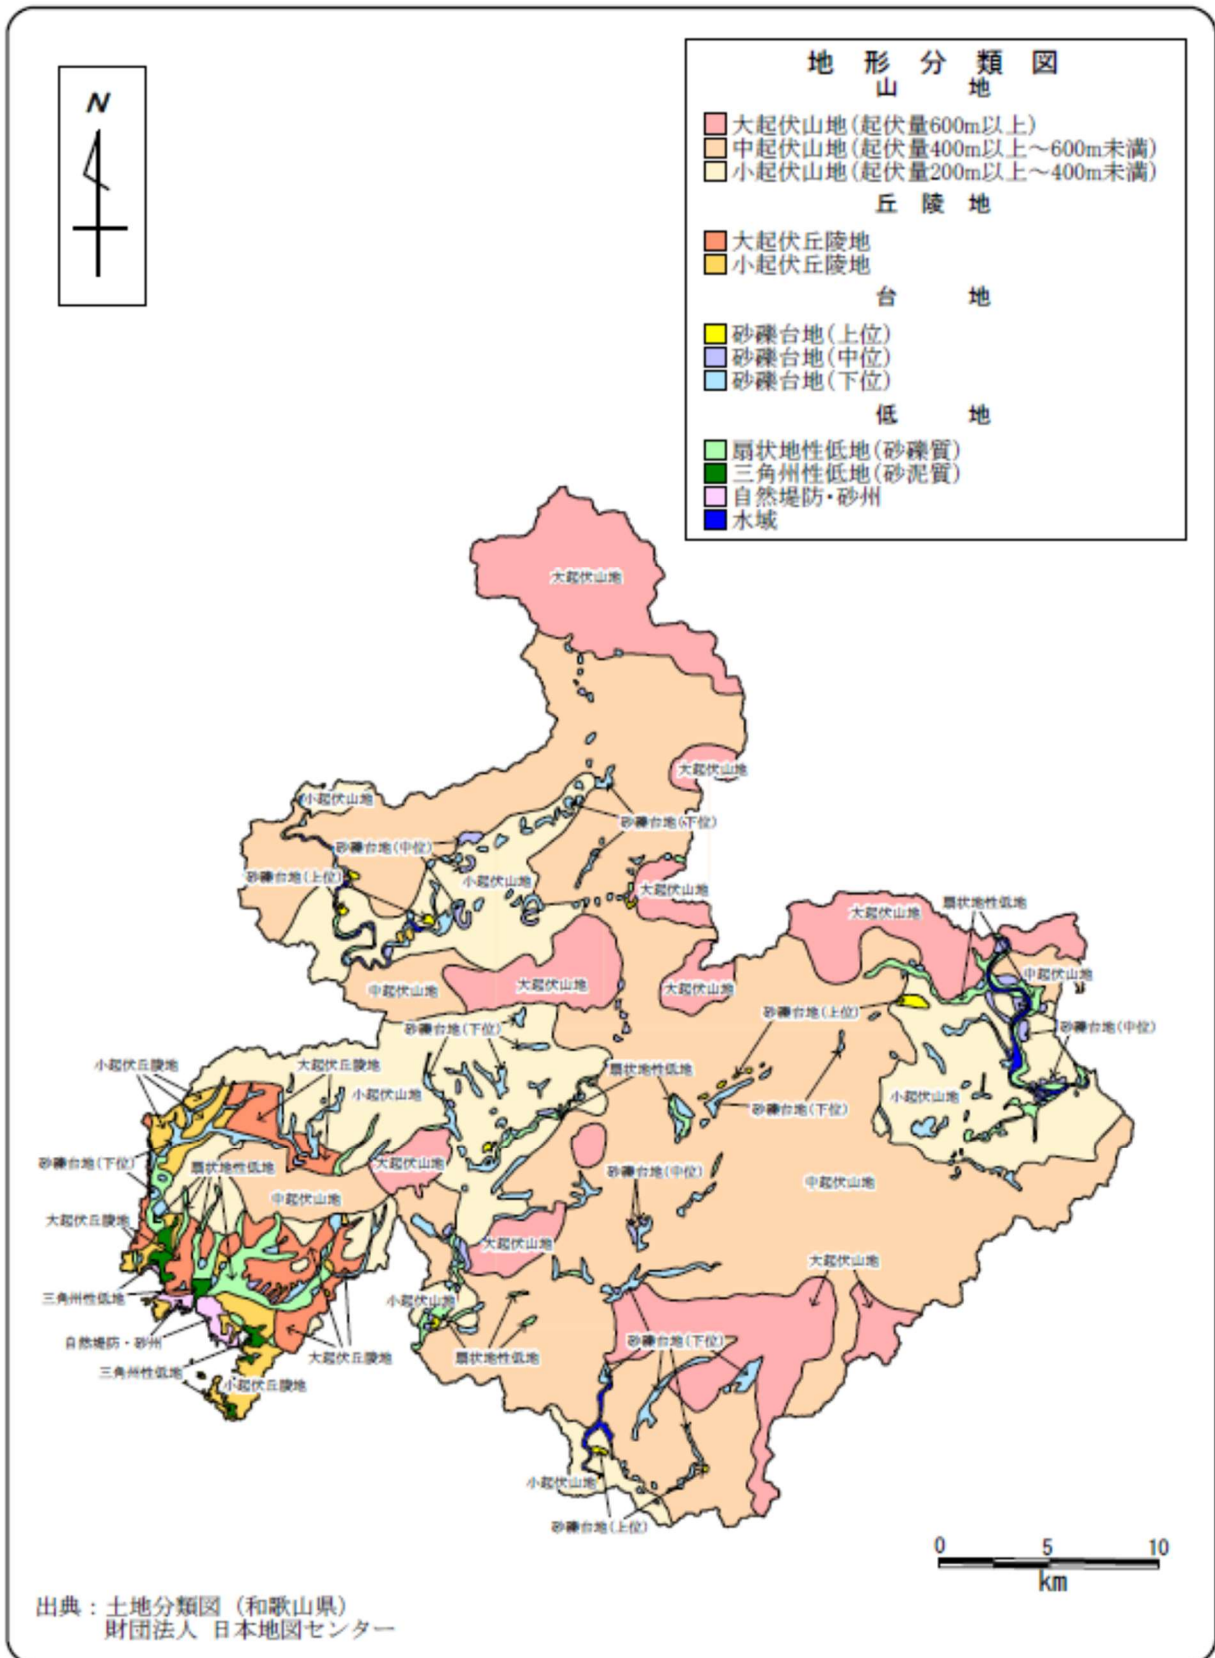 N
地形分類図
山地
大起伏山地(起伏量600m以上)
中起伏山地(起伏量400m以上～600m未満)
小起伏山地(起伏量200m以上～400m未満)
丘陵地
大起伏丘陵地
小起伏丘陵地
台地
砂礫台地(上位)
砂礫台地(中位)
砂礫台地(下位)
低地
扇状地性低地(砂礫質)
三角州性低地(砂泥質)
自然堤防・砂州
水域
大起伏山地
大起伏山地
小起伏山地
砂礫台地(下位)
砂礫台地(中位)
砂礫台地(上位)
小起伏山地
大起伏山地
大起伏山地
扇状地性低地
中起伏山地
大起伏山地
大起伏山地
中起伏山地
砂礫台地(上位)
砂礫台地(中位)
砂礫台地(下位)
小起伏丘陵地
大起伏丘陵地
小起伏山地
扇状地性低地
砂礫台地(下位)
小起伏山地
砂礫台地(下位)
扇状地性低地
大起伏山地
砂礫台地(中位)
中起伏山地
中起伏山地
大起伏丘陵地
大起伏山地
大起伏山地
三角州性低地
小起伏山地
自然堤防・砂州
砂礫台地(下位)
三角州性低地
大起伏丘陵地
扇状地性低地
小起伏丘陵地
小起伏山地
砂礫台地(上位)
0 5 10
km
出典：土地分類図（和歌山県）
財団法人 日本地図センター